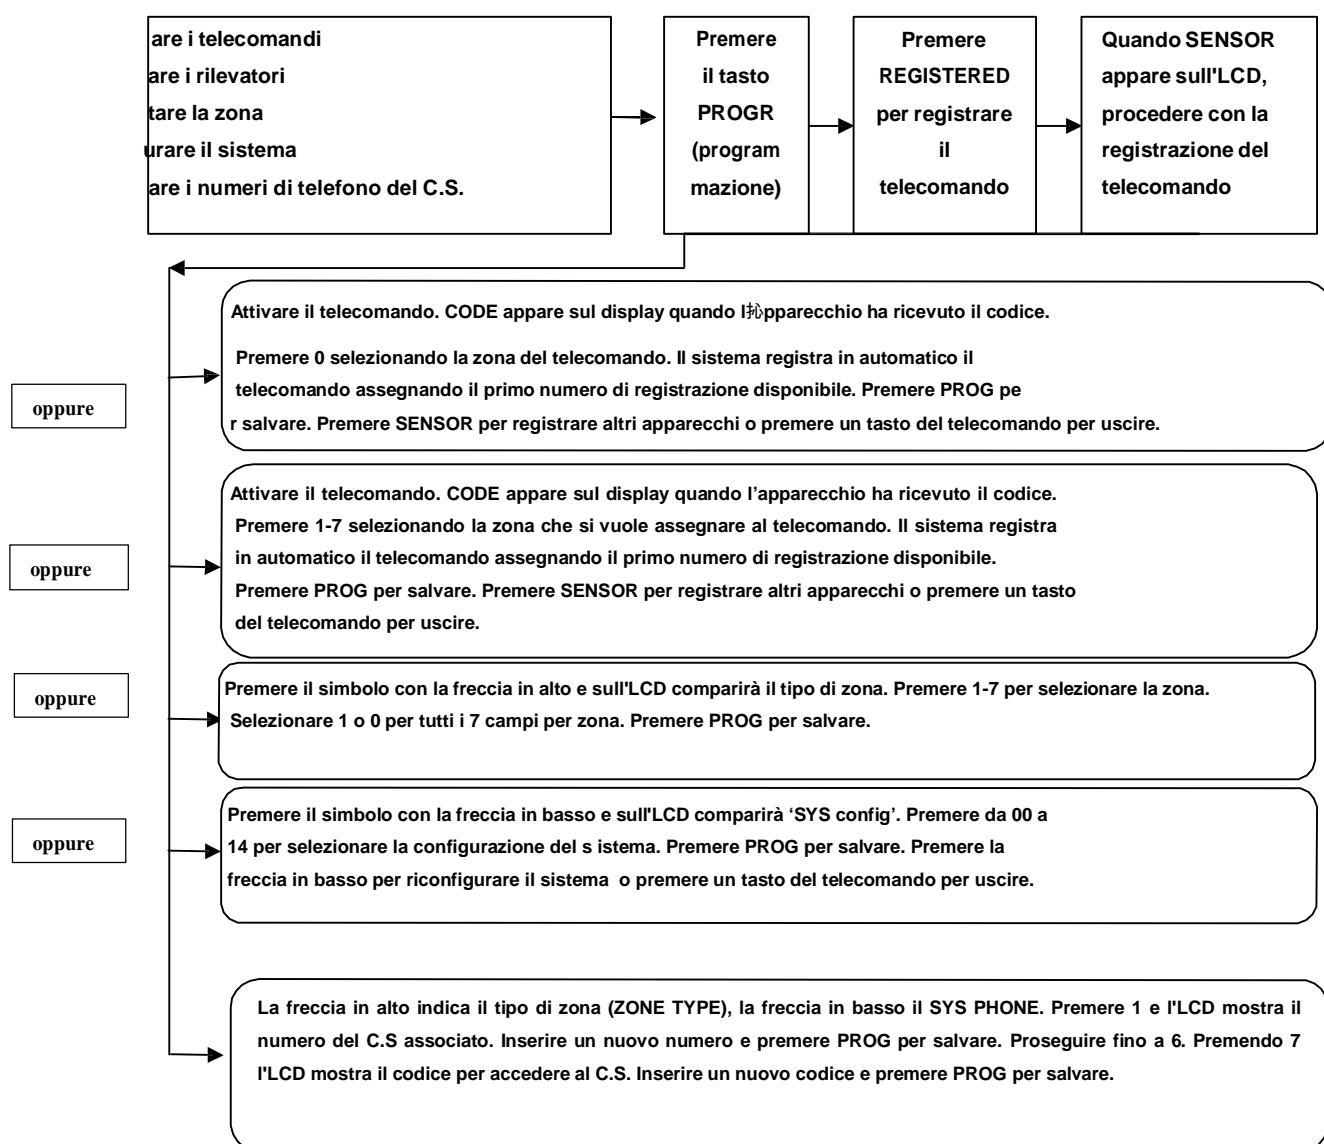 are i telecomandi
are i rilevatori
tare la zona
urare il sistema
are i numeri di telefono del C.S.
Premere
il tasto
PROGR
(program
mazione)
Premere
REGISTERED
per registrare
il
telecomando
Quando SENSOR
appare sull'LCD,
procedere con la
registrazione del
telecomando
Attivare il telecomando. CODE appare sul display quando l抋pparecchio ha ricevuto il codice.
Premere 0 selezionando la zona del telecomando. Il sistema registra in automatico il
telecomando assegnando il primo numero di registrazione disponibile. Premere PROG pe
r salvare. Premere SENSOR per registrare altri apparecchi o premere un tasto del telecomando per uscire.
oppure
Attivare il telecomando. CODE appare sul display quando l’apparecchio ha ricevuto il codice.
Premere 1-7 selezionando la zona che si vuole assegnare al telecomando. Il sistema registra
in automatico il telecomando assegnando il primo numero di registrazione disponibile.
Premere PROG per salvare. Premere SENSOR per registrare altri apparecchi o premere un tasto
del telecomando per uscire.
oppure
Premere il simbolo con la freccia in alto e sull'LCD comparirà il tipo di zona. Premere 1-7 per selezionare la zona.
Selezionare 1 o 0 per tutti i 7 campi per zona. Premere PROG per salvare.
oppure
Premere il simbolo con la freccia in basso e sull'LCD comparirà ‘SYS config’. Premere da 00 a
14 per selezionare la configurazione del s istema. Premere PROG per salvare. Premere la
freccia in basso per riconfigurare il sistema o premere un tasto del telecomando per uscire.
oppure
La freccia in alto indica il tipo di zona (ZONE TYPE), la freccia in basso il SYS PHONE. Premere 1 e l'LCD mostra il
numero del C.S associato. Inserire un nuovo numero e premere PROG per salvare. Proseguire fino a 6. Premendo 7
l'LCD mostra il codice per accedere al C.S. Inserire un nuovo codice e premere PROG per salvare.